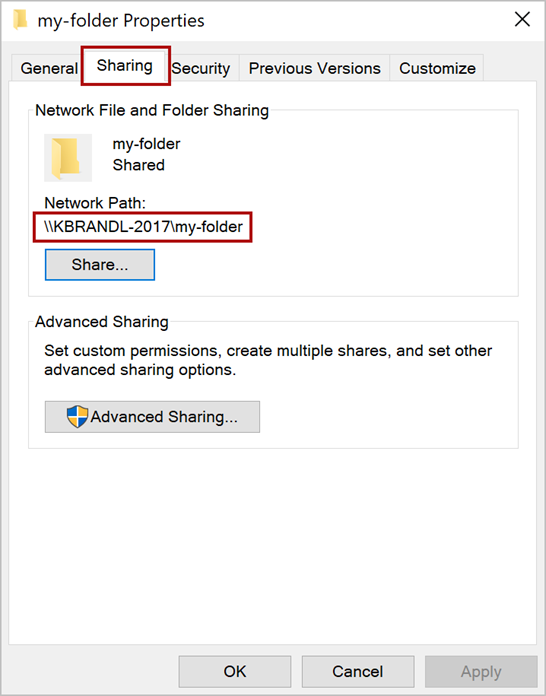 my-folder Properties
General Sharing Security Previous Versions Customize
Network File and Folder Sharing
my-folder
Shared
Network Path:
\\KBRANDL-2017\my-folder
Share...
Advanced Sharing
Set custom permissions, create multiple shares, and set other
advanced sharing options.
Advanced Sharing...
OK Cancel Apply